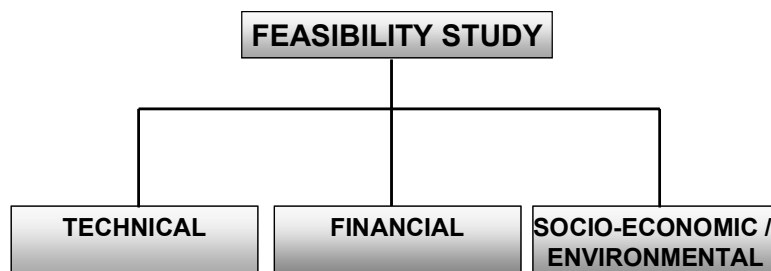 FEASIBILITY STUDY
TECHNICAL
FINANCIAL
SOCIO-ECONOMIC /
ENVIRONMENTAL